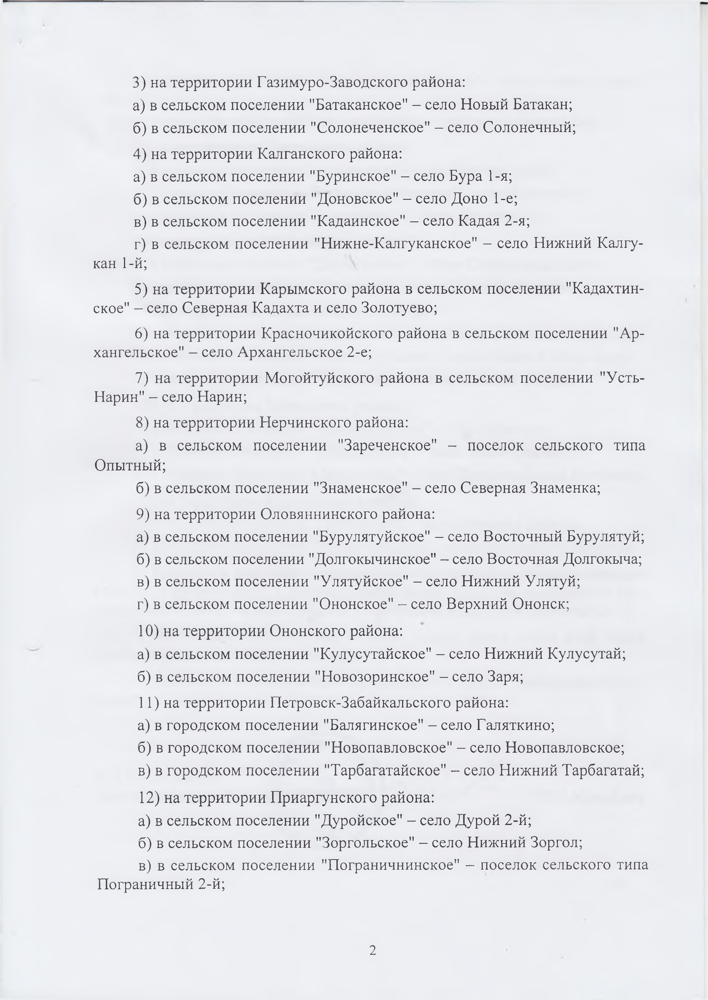 3) на территории Газимуро-Заводского района:
а) в сельском поселении "Батаканское" – село Новый Батакан;
б) в сельском поселении "Солонеченское" – село Солонечный;
4) на территории Калганского района:
а) в сельском поселении "Буринское" – село Бура 1-я;
б) в сельском поселении "Доновское" – село Доно 1-е;
в) в сельском поселении "Кадаинское" – село Кадая 2-я;
г) в сельском поселении "Нижне-Калгуканское" – село Нижний Калгу-
кан 1-й;
5) на территории Карымского района в сельском поселении "Кадахтин-
ское" – село Северная Кадахта и село Золотуево;
6) на территории Красночикойского района в сельском поселении "Ар-
хангельское" – село Архангельское 2-е;
7) на территории Могойтуйского района в сельском поселении "Усть-
Нарин" – село Нарин;
8) на территории Нерчинского района:
а) в сельском поселении "Зареченское" – поселок сельского типа
Опытный;
б) в сельском поселении "Знаменское" – село Северная Знаменка;
9) на территории Оловяннинского района:
а) в сельском поселении "Бурулятуйское" – село Восточный Бурулятуй;
б) в сельском поселении "Долгокычинское" – село Восточная Долгокыча;
в) в сельском поселении "Улятуйское" – село Нижний Улятуй;
г) в сельском поселении "Ононское" – село Верхний Ононск;
10) на территории Ононского района:
а) в сельском поселении "Кулусутайское" – село Нижний Кулусутай;
б) в сельском поселении "Новозоринское" – село Заря;
11) на территории Петровск-Забайкальского района:
а) в городском поселении "Балягинское" – село Галяткино;
б) в городском поселении "Новопавловское" – село Новопавловское;
в) в городском поселении "Тарбагатайское" – село Нижний Тарбагатай;
12) на территории Приаргунского района:
а) в сельском поселении "Дуройское" – село Дурой 2-й;
б) в сельском поселении "Зоргольское" – село Нижний Зоргол;
в) в сельском поселении "Пограничнинское" – поселок сельского типа
Пограничный 2-й;
2